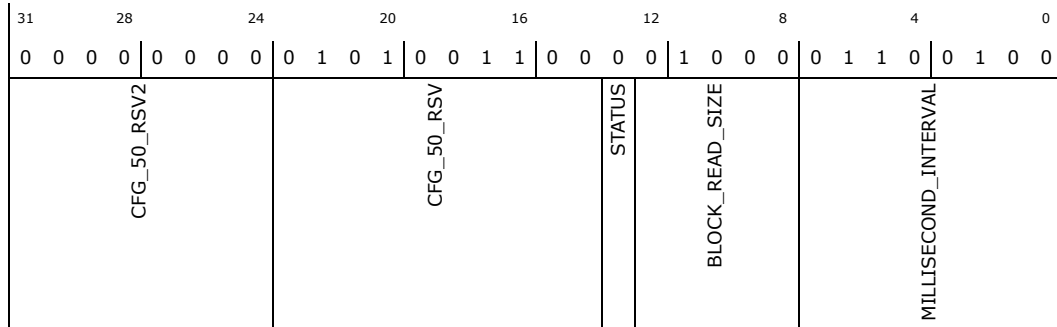 31 28 24 20 16 12 8 4 0
0 0 0 0 0 0 0 0 0 1 0 1 0 0 1 1 0 0 0 0 1 0 0 0 0 1 1 0 0 1 0 0
CFG_50_RSV2
CFG_50_RSV
STATUS
BLOCK_READ_SIZE
MILLISECOND_INTERVAL